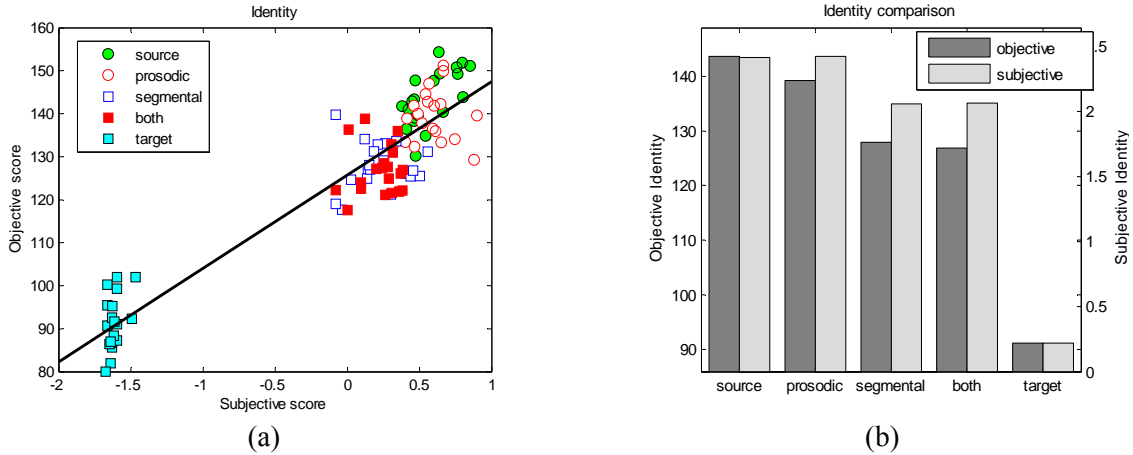 Identity
160
150
140
130
120
110
100
90
80
Objective score
source
prosodic
segmental
both
target
-2
-1.5
-1
-0.5
0
0.5
1
Subjective score
(a)
Identity comparison
objective
subjective
140
130
120
110
100
90
Objective Identity
2.5
2
1.5
1
0.5
0
Subjective Identity
source
prosodic
segmental
both
target
(b)